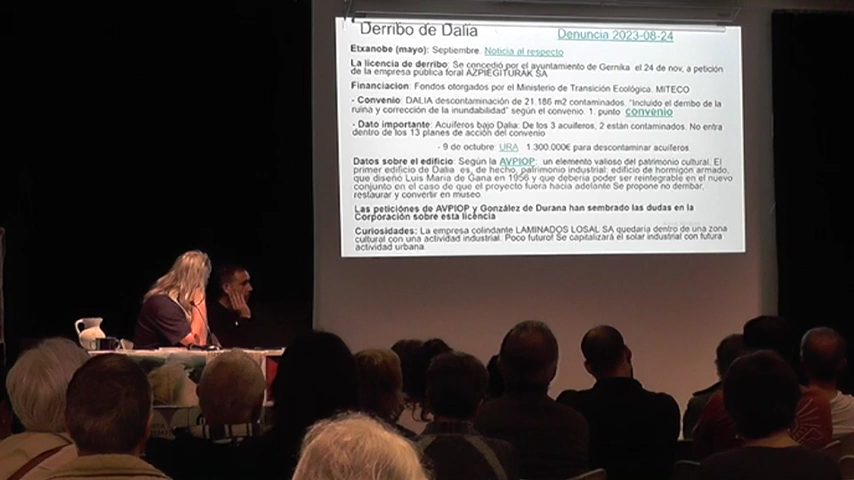 Derribo de Dalia
Denuncia 2023-08-24
Etxanobe (mayo): Septiembre. Noticia al respecto
La licencia de derribo: Se concedió por el ayuntamiento de Gernika el 24 de nov, a petición
de la empresa pública foral AZPIEGITURAK SA
Financiacion: Fondos otorgados por el Ministerio de Transición Ecológica. MITECO
- Convenio: DALIA descontaminación de 21.186 m2 contaminados. "Incluido el derribo de la
ruina y corrección de la inundabilidad" según el convenio. 1. punto convenio
- Dato importante: Acuíferos bajo Dalia: De los 3 acuíferos, 2 están contaminados. No entra
dentro de los 13 planes de acción del convenio
- 9 de octubre: URA 1.300.000€ para descontaminar acuíferos.
Datos sobre el edificio: Según la AVPIOP: un elemento valioso del patrimonio cultural. El
primer edificio de Dalia es, de hecho, patrimonio industrial: edificio de hormigón armado,
que diseñó Luis María de Gana en 1956 y que debería poder ser reintegrable en el nuevo
conjunto en el caso de que el proyecto fuera hacia adelante Se propone no derribar,
restaurar y convertir en museo.
Las peticiónes de AVPIOP y González de Durana han sembrado las dudas en la
Corporación sobre esta licencia
Curiosidades: La empresa colindante LAMINADOS LOSAL SA quedaría dentro de una zona
cultural con una actividad industrial. Poco futuro! Se capitalizará el solar industrial con futura
actividad urbana.